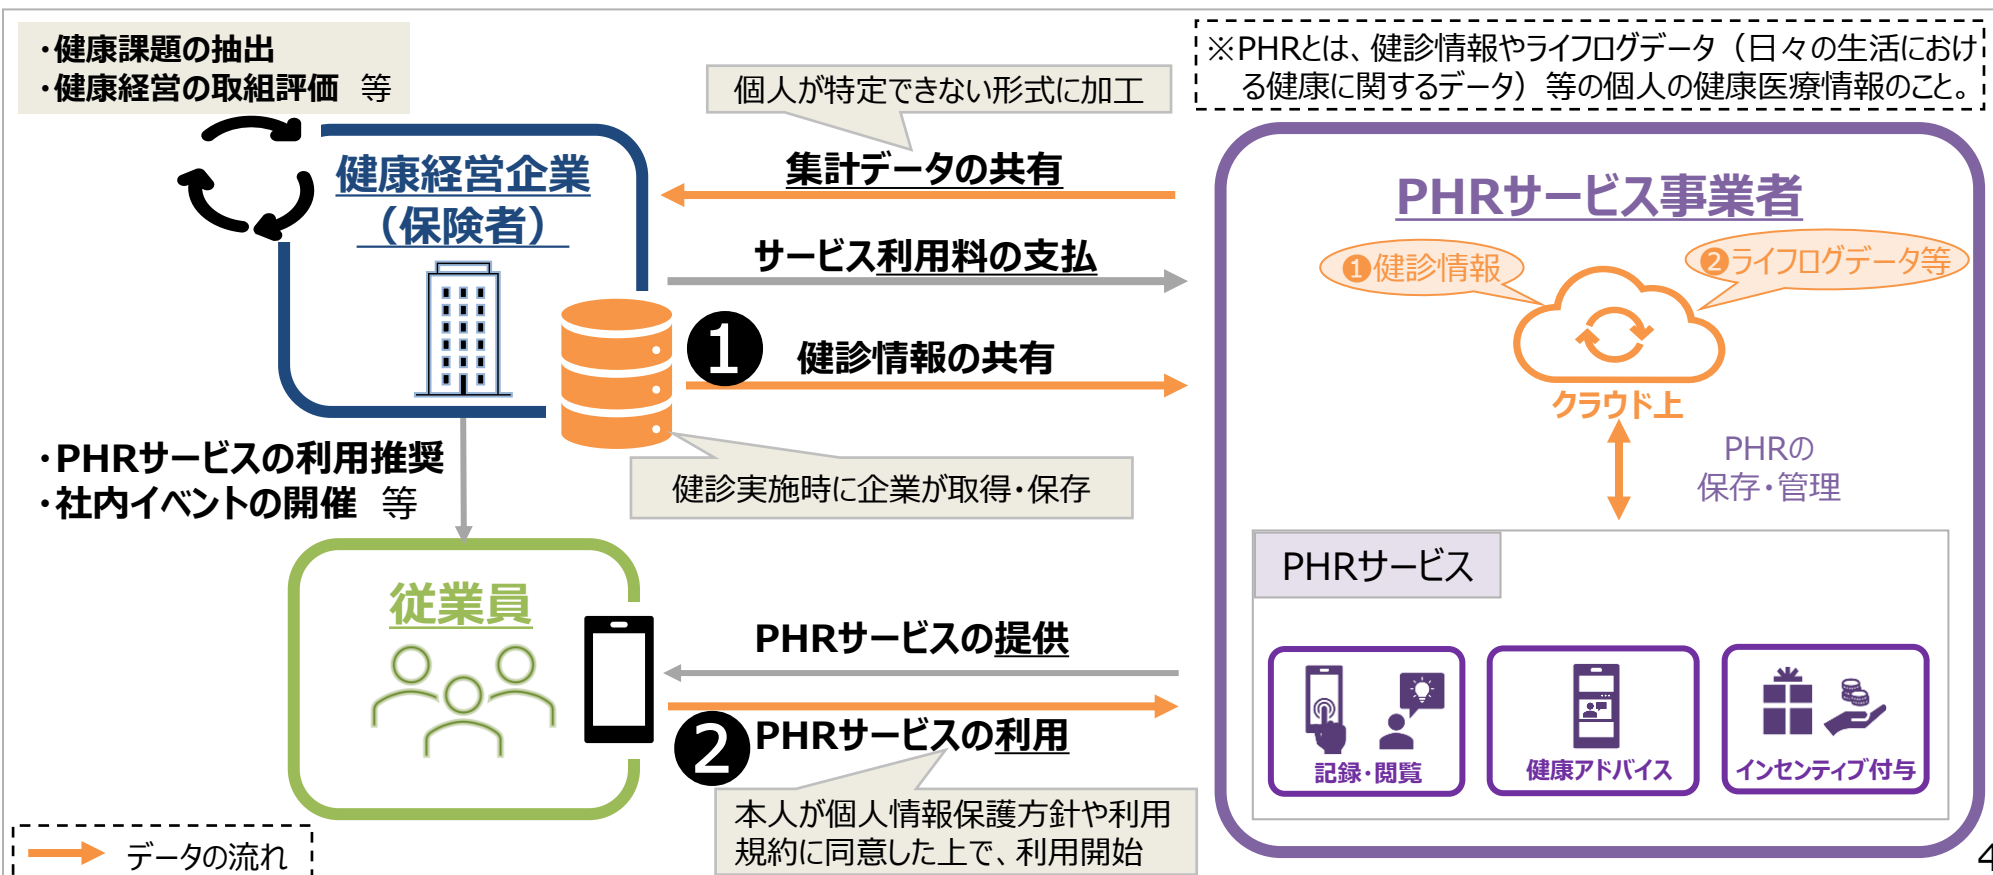 ・健康課題の抽出
・健康経営の取組評価 等
※PHRとは、健診情報やライフログデータ（日々の生活におけ
る健康に関するデータ）等の個人の健康医療情報のこと。
個人が特定できない形式に加工
健康経営企業
（保険者）
集計データの共有
サービス利用料の支払
❶
健診情報の共有
健診実施時に企業が取得・保存
PHRサービス事業者
❶健診情報
❷ライフログデータ等
クラウド上
PHRの
保存・管理
・PHRサービスの利用推奨
・社内イベントの開催 等
従業員
PHRサービスの提供
❷
PHRサービスの利用
本人が個人情報保護方針や利用
規約に同意した上で、利用開始
PHRサービス
記録・閲覧
健康アドバイス
インセンティブ付与
データの流れ
4